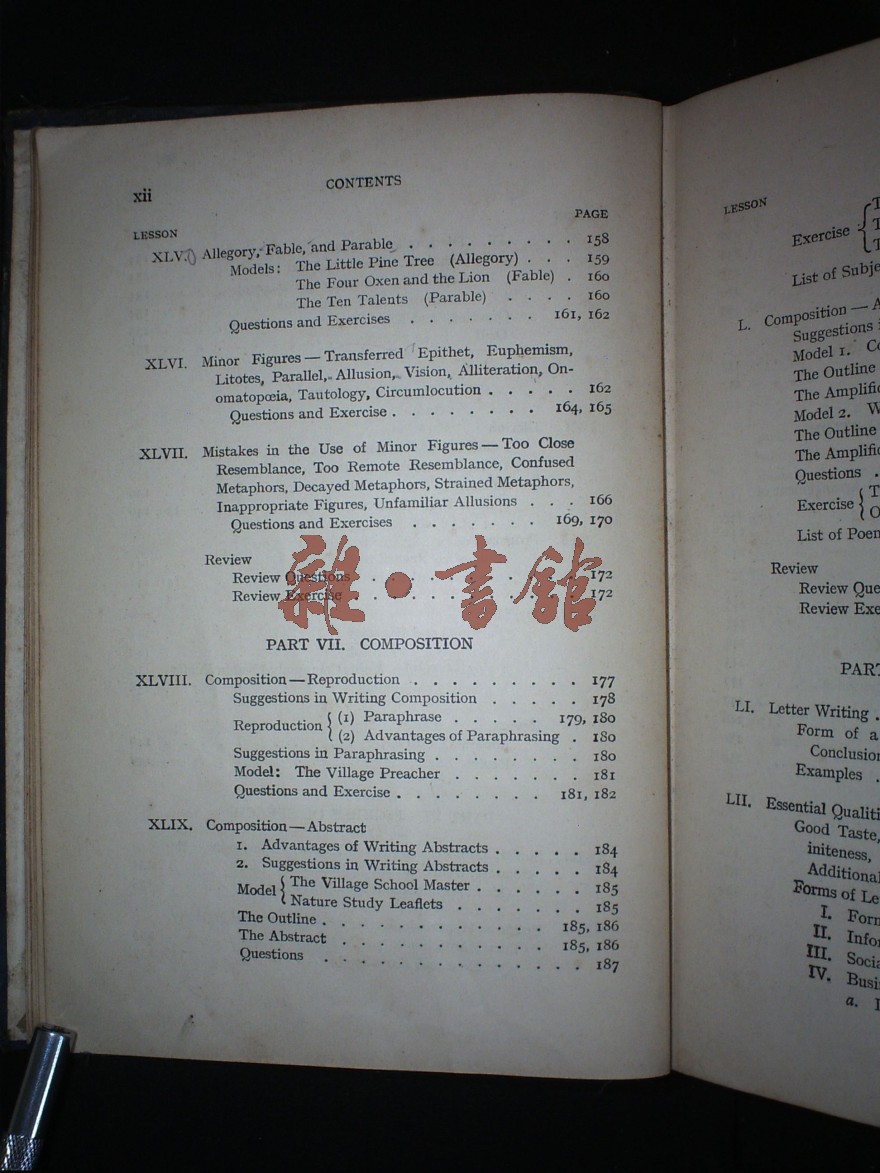 xii
CONTENTS
LESSON
PAGE
XLV. Allegory, Fable, and Parable . . . . . . . . . 158
Models: The Little Pine Tree (Allegory) . . . 159
The Four Oxen and the Lion (Fable) . 160
The Ten Talents (Parable) . . . . 160
Questions and Exercises . . . . . . . 161, 162
XLVI. Minor Figures — Transferred Epithet, Euphemism,
Litotes, Parallel, Allusion, Vision, Alliteration, On-
omatopœia, Tautology, Circumlocution . . . . . 162
Questions and Exercise . . . . . . . . 164, 165
XLVII. Mistakes in the Use of Minor Figures — Too Close
Resemblance, Too Remote Resemblance, Confused
Metaphors, Decayed Metaphors, Strained Metaphors,
Inappropriate Figures, Unfamiliar Allusions . . . 166
Questions and Exercises . . . . . . . 169, 170
Review
Review Questions . . . . . . . . . . . 172
Review Exercise . . . . . . . . . . . 172
雜·書館
PART VII. COMPOSITION
XLVIII. Composition — Reproduction . . . . . . . . . 177
Suggestions in Writing Composition . . . . . 178
Reproduction { (1) Paraphrase . . . . . 179, 180
(2) Advantages of Paraphrasing . 180
Suggestions in Paraphrasing . . . . . . . . 180
Model: The Village Preacher . . . . . . . 181
Questions and Exercise . . . . . . . . 181, 182
XLIX. Composition — Abstract
1. Advantages of Writing Abstracts . . . . . 184
2. Suggestions in Writing Abstracts . . . . . 184
Model { The Village School Master . . . . . . 185
Nature Study Leaflets . . . . . . . 185
The Outline . . . . . . . . . . . . 185, 186
The Abstract . . . . . . . . . . . 185, 186
Questions . . . . . . . . . . . . . 187
LESSON
Exercise {
List of Subje
L. Composition — A
Suggestions i
Model 1. Co
The Outline
The Amplific
Model 2. W
The Outline
The Amplific
Questions .
Exercise { T
O
List of Poem
Review
Review Que
Review Exe
PART
LI. Letter Writing .
Form of a
Conclusion
Examples .
LII. Essential Qualiti
Good Taste,
initeness,
Additional
Forms of Le
I. Form
II. Infor
III. Socia
IV. Busi
a. I